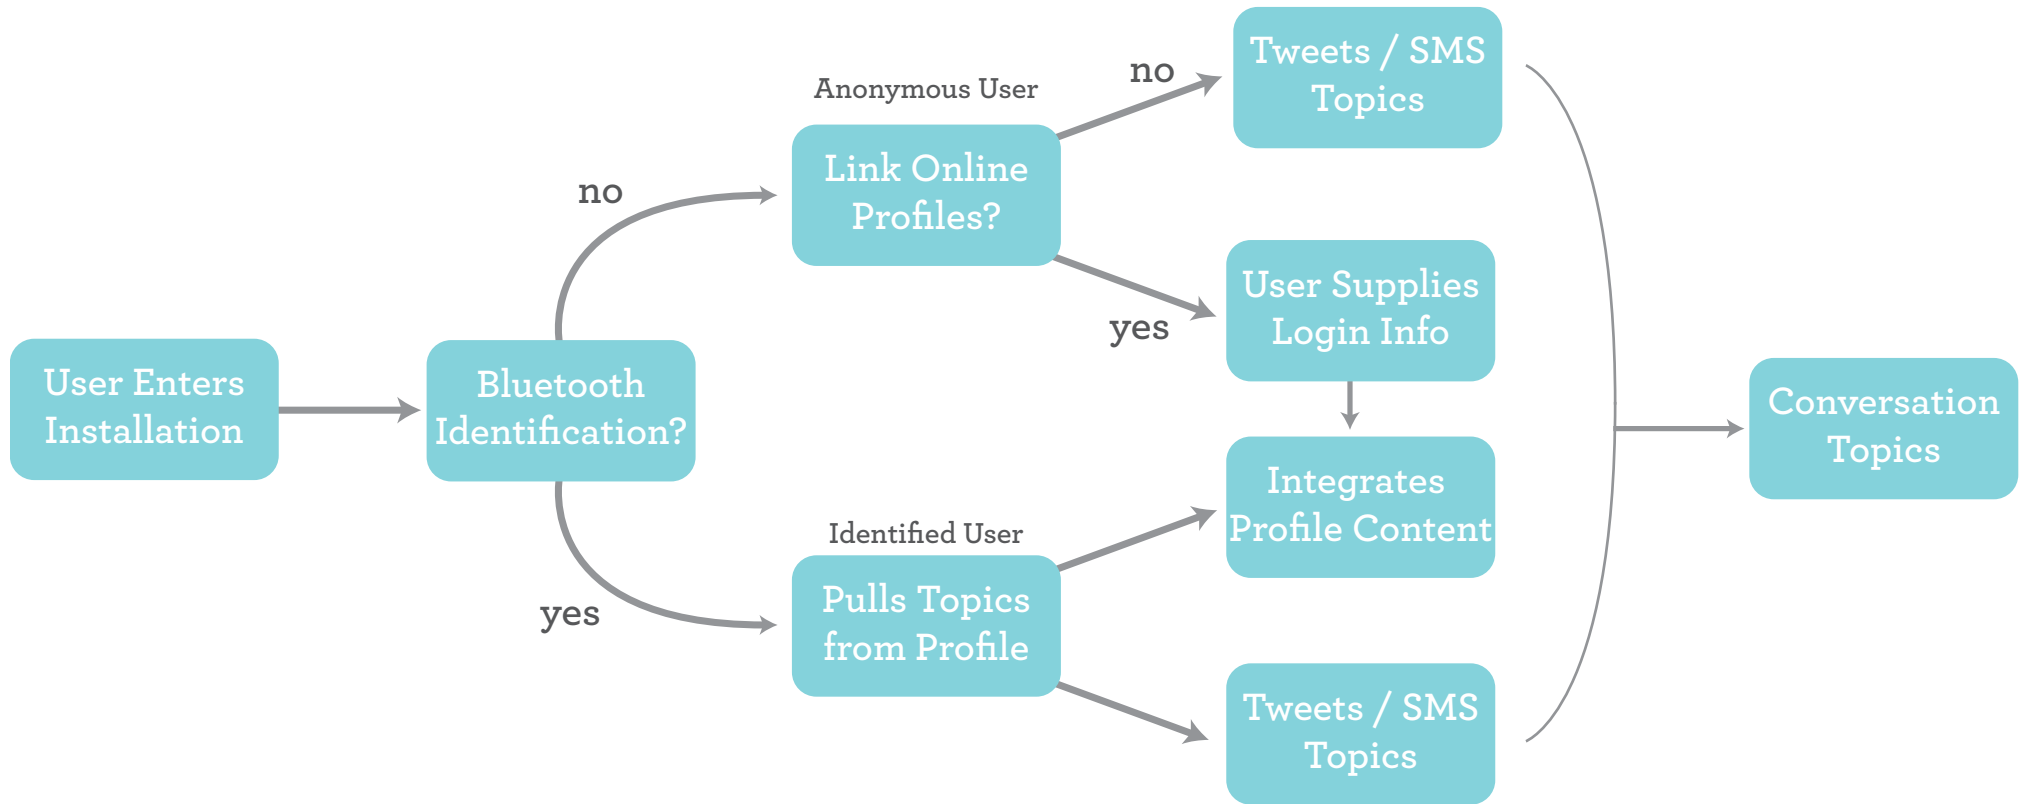 User Enters
Installation
Bluetooth
Identification?
no
yes
Anonymous User
Link Online
Profiles?
no
yes
Identified User
Pulls Topics
from Profile
Tweets / SMS
Topics
User Supplies
Login Info
Integrates
Profile Content
Tweets / SMS
Topics
Conversation
Topics